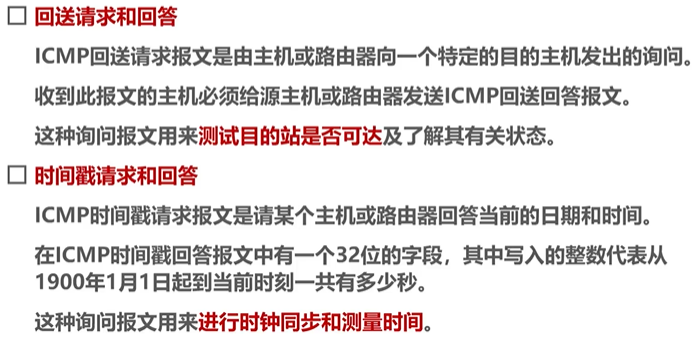 回送请求和回答
ICMP回送请求报文是由主机或路由器向一个特定的目的主机发出的询问。
收到此报文的主机必须给源主机或路由器发送ICMP回送回答报文。
这种询问报文用来测试目的站是否可达及了解其有关状态。
时间戳请求和回答
ICMP时间戳请求报文是请某个主机或路由器回答当前的日期和时间。
在ICMP时间戳回答报文中有一个32位的字段，其中写入的整数代表从
1900年1月1日起到当前时刻一共有多少秒。
这种询问报文用来进行时钟同步和测量时间。